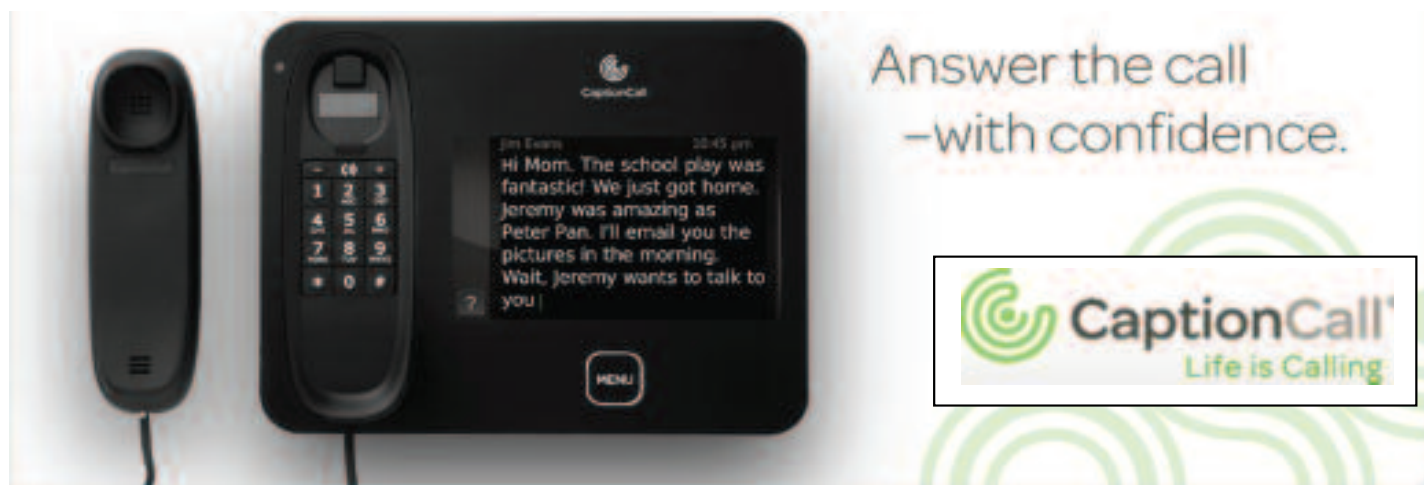 CaptionCall
Jim Evans 10:45 pm
Hi Mom. The school play was
fantastic! We just got home.
Jeremy was amazing as
Peter Pan. I'll email you the
pictures in the morning.
Wait, Jeremy wants to talk to
you
1 2 3
4 5 6
7 8 9
* 0 #
?
MENU
Answer the call
–with confidence.
CaptionCall
Life is Calling